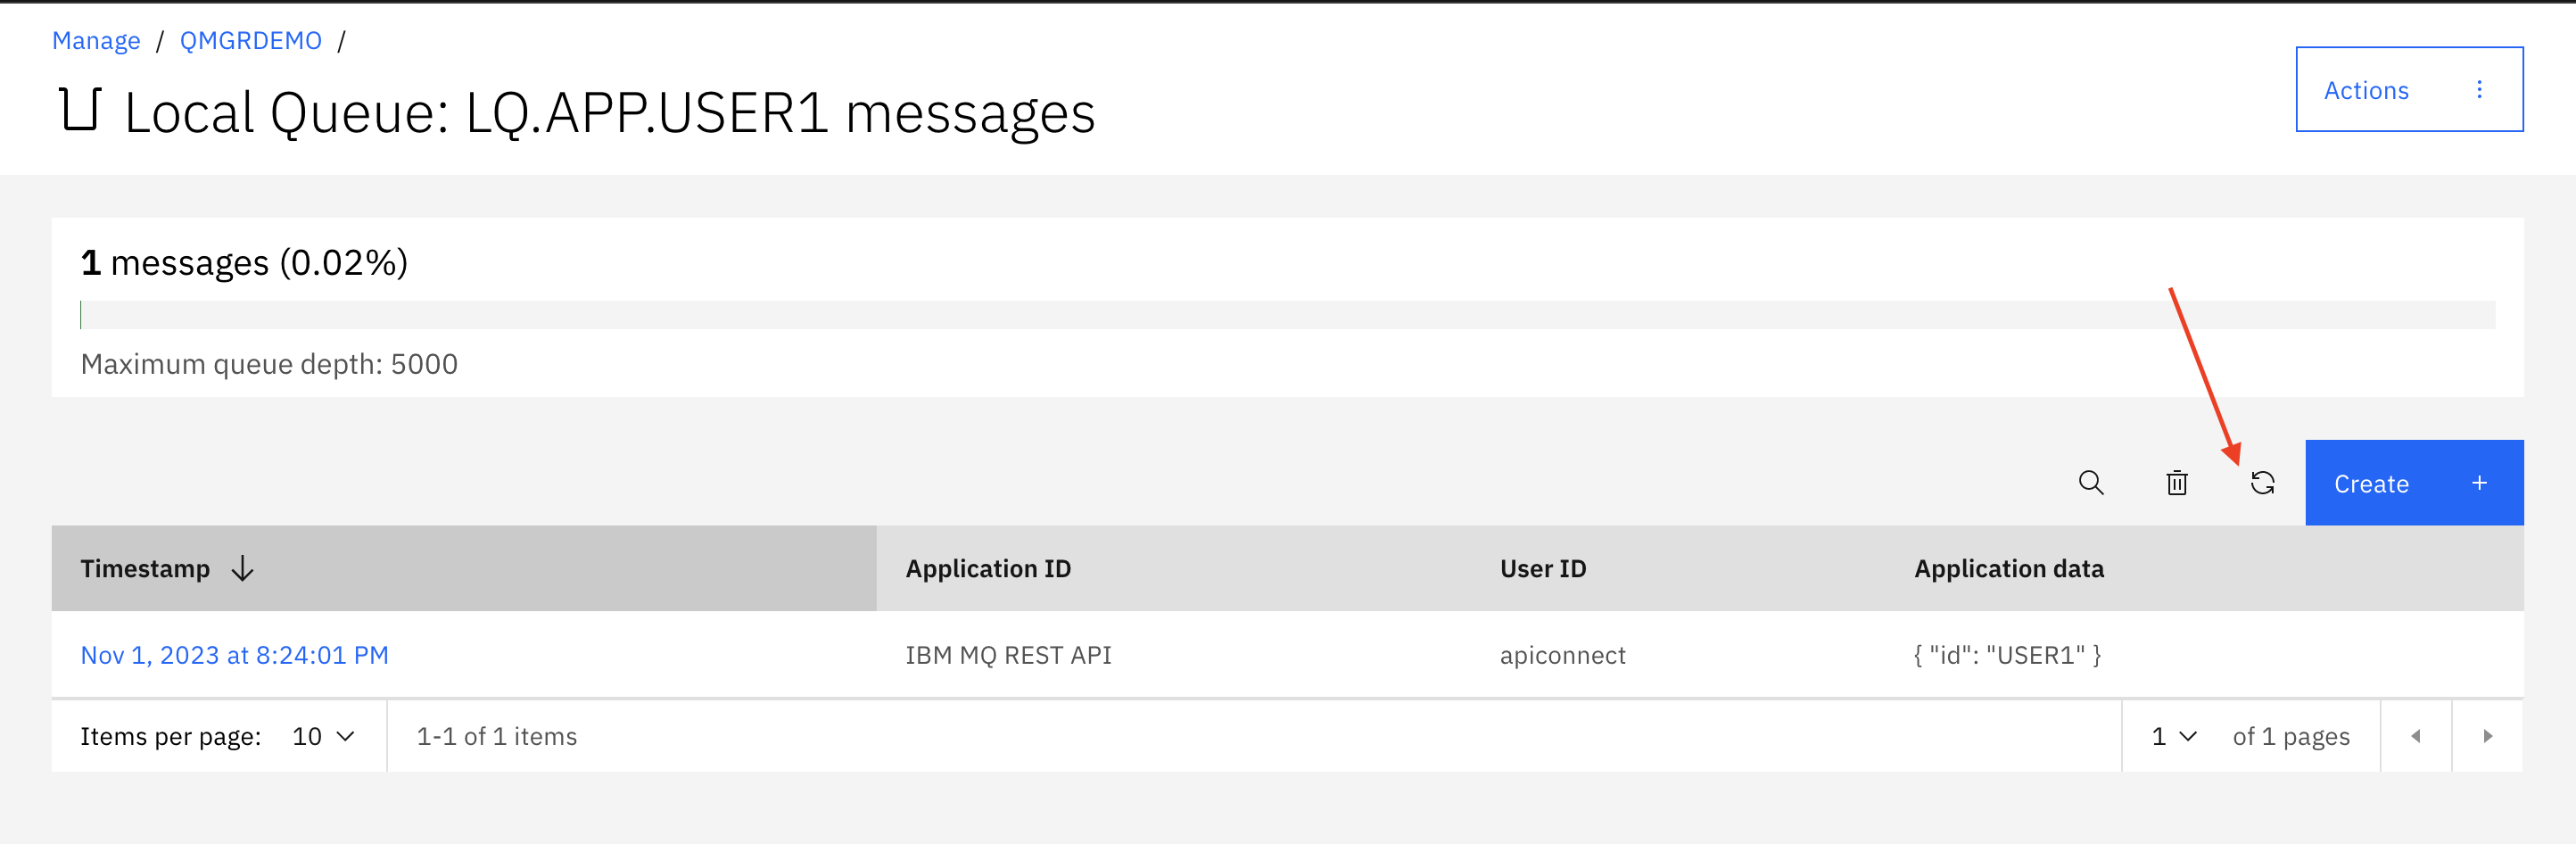 Manage / QMGRDEMO /
Local Queue: LQ.APP.USER1 messages
Actions
1 messages (0.02%)
Maximum queue depth: 5000
Create +
Timestamp Application ID User ID Application data
Nov 1, 2023 at 8:24:01 PM IBM MQ REST API apiconnect { "id": "USER1" }
Items per page: 10 1-1 of 1 items 1 of 1 pages